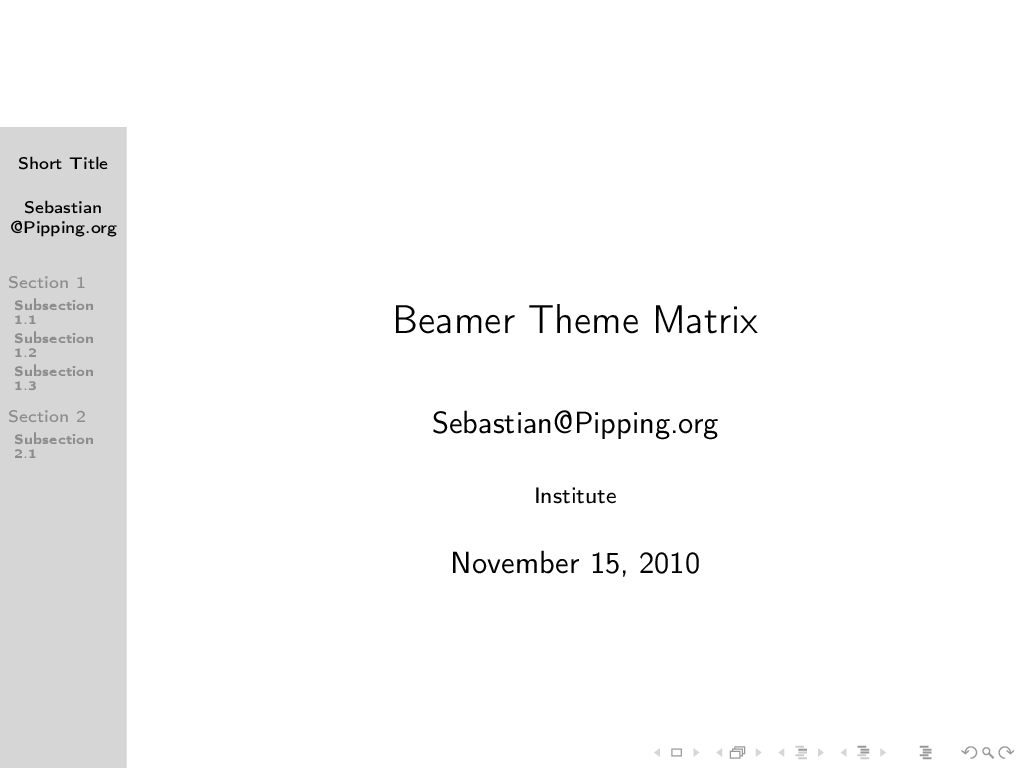 Short Title
Sebastian
@Pipping.org
Section 1
Subsection
1.1
Subsection
1.2
Subsection
1.3
Section 2
Subsection
2.1
Beamer Theme Matrix
Sebastian@Pipping.org
Institute
November 15, 2010